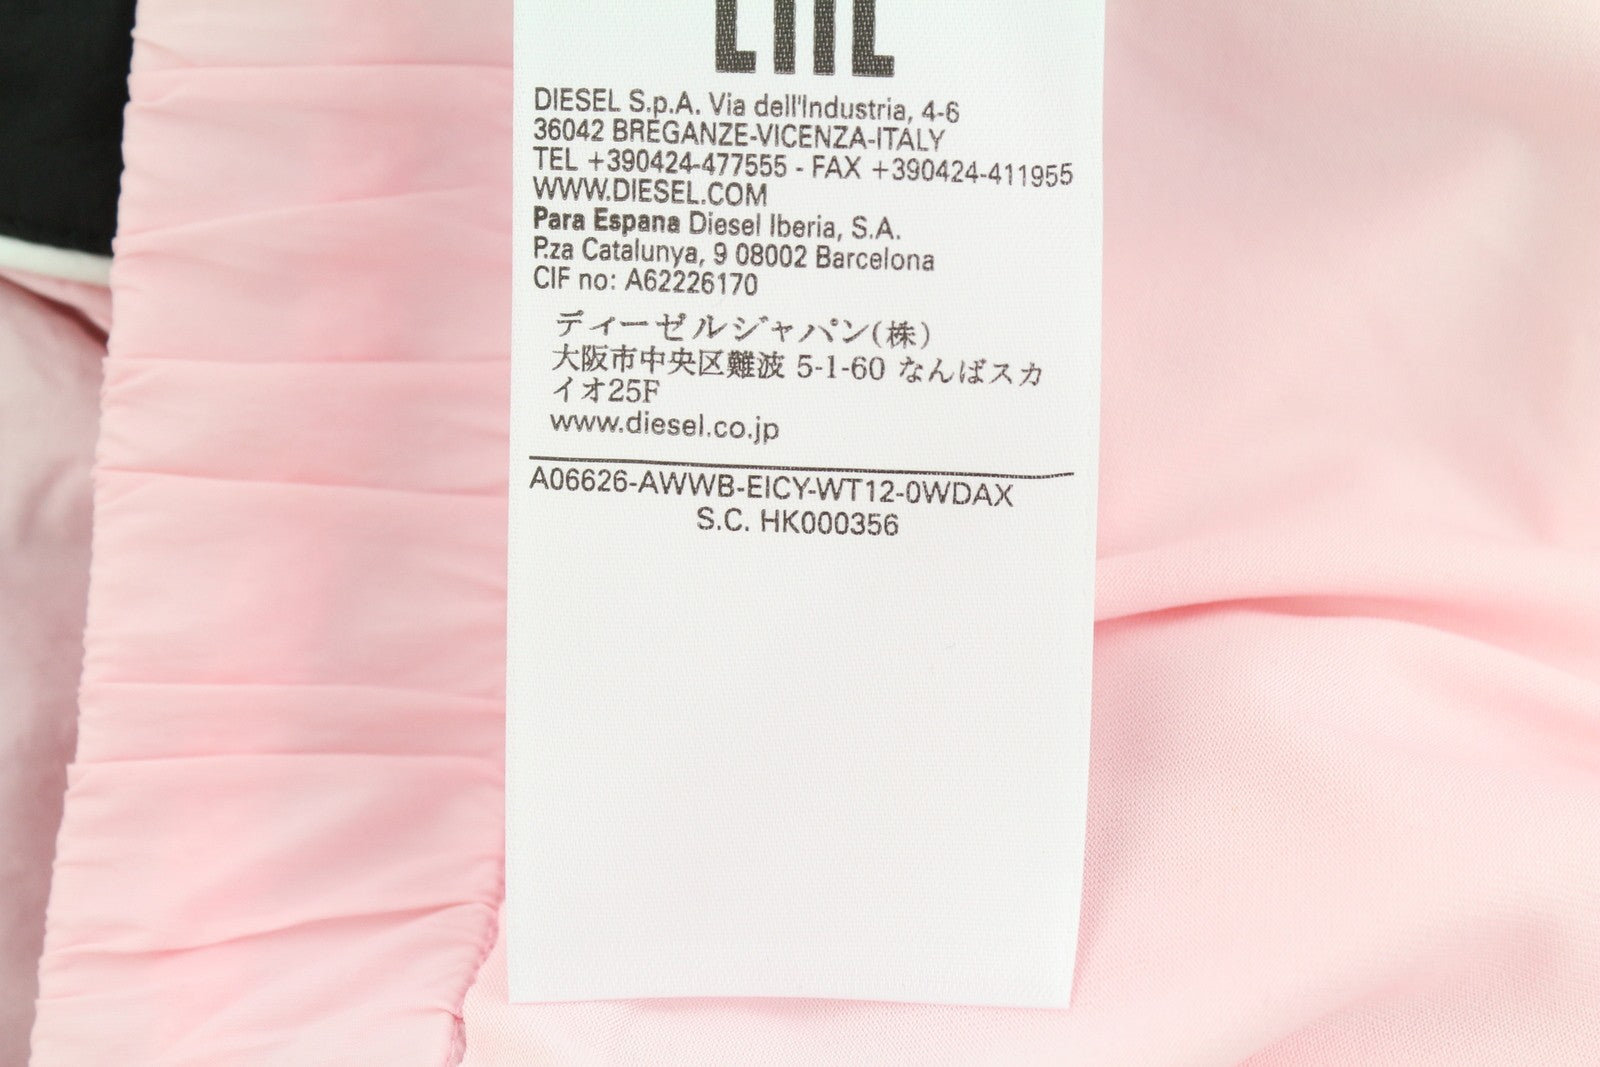 DIESEL S.p.A. Via dell'Industria, 4-6
36042 BREGANZE-VICENZA-ITALY
TEL +390424-477555 - FAX +390424-411955
WWW.DIESEL.COM
Para Espana Diesel Iberia, S.A.
P.za Catalunya, 9 08002 Barcelona
CIF no: A62226170
ディーゼルジャパン(株)
大阪市中央区難波 5-1-60 なんばスカ
イオ25F
www.diesel.co.jp
A06626-AWWB-EICY-WT12-0WDAX
S.C. HK000356